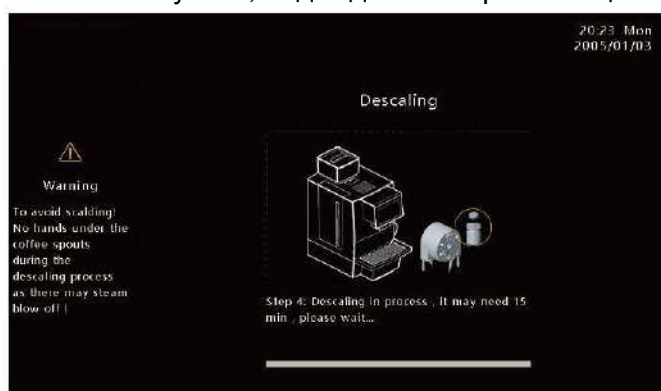 20:23 Mon
2005/01/03
Descaling
Warning
To avoid scalding!
No hands under the
coffee spouts
during the
descaling process
as there may steam
blow off !
Step 4: Descaling in process , it may need 15
min , please wait...